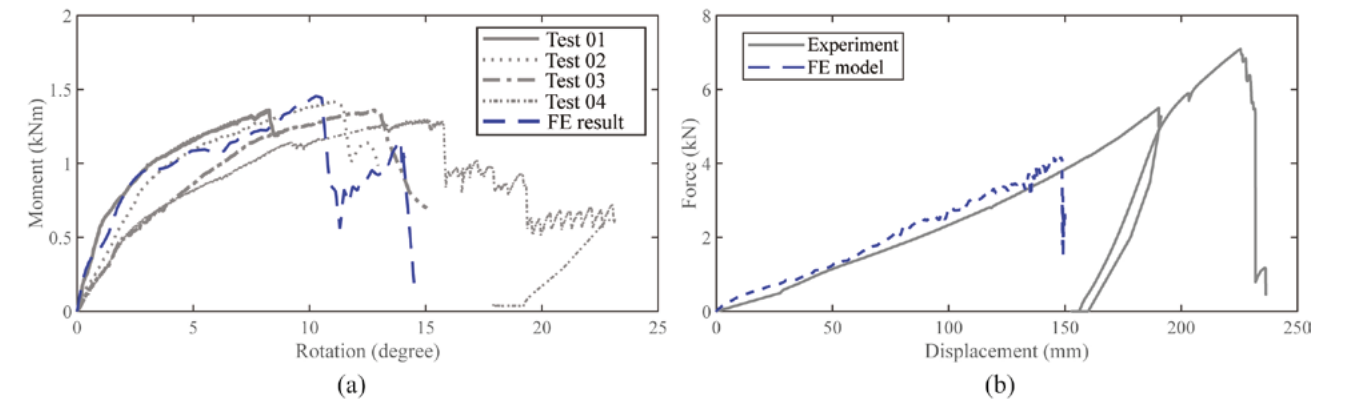 2
1.5
1
0.5
0
Moment (kNm)
0 5 10 15 20 25
Rotation (degree)
Test 01
Test 02
Test 03
Test 04
FE result
(a)
8
6
4
2
0
Force (kN)
0 50 100 150 200 250
Displacement (mm)
Experiment
FE model
(b)